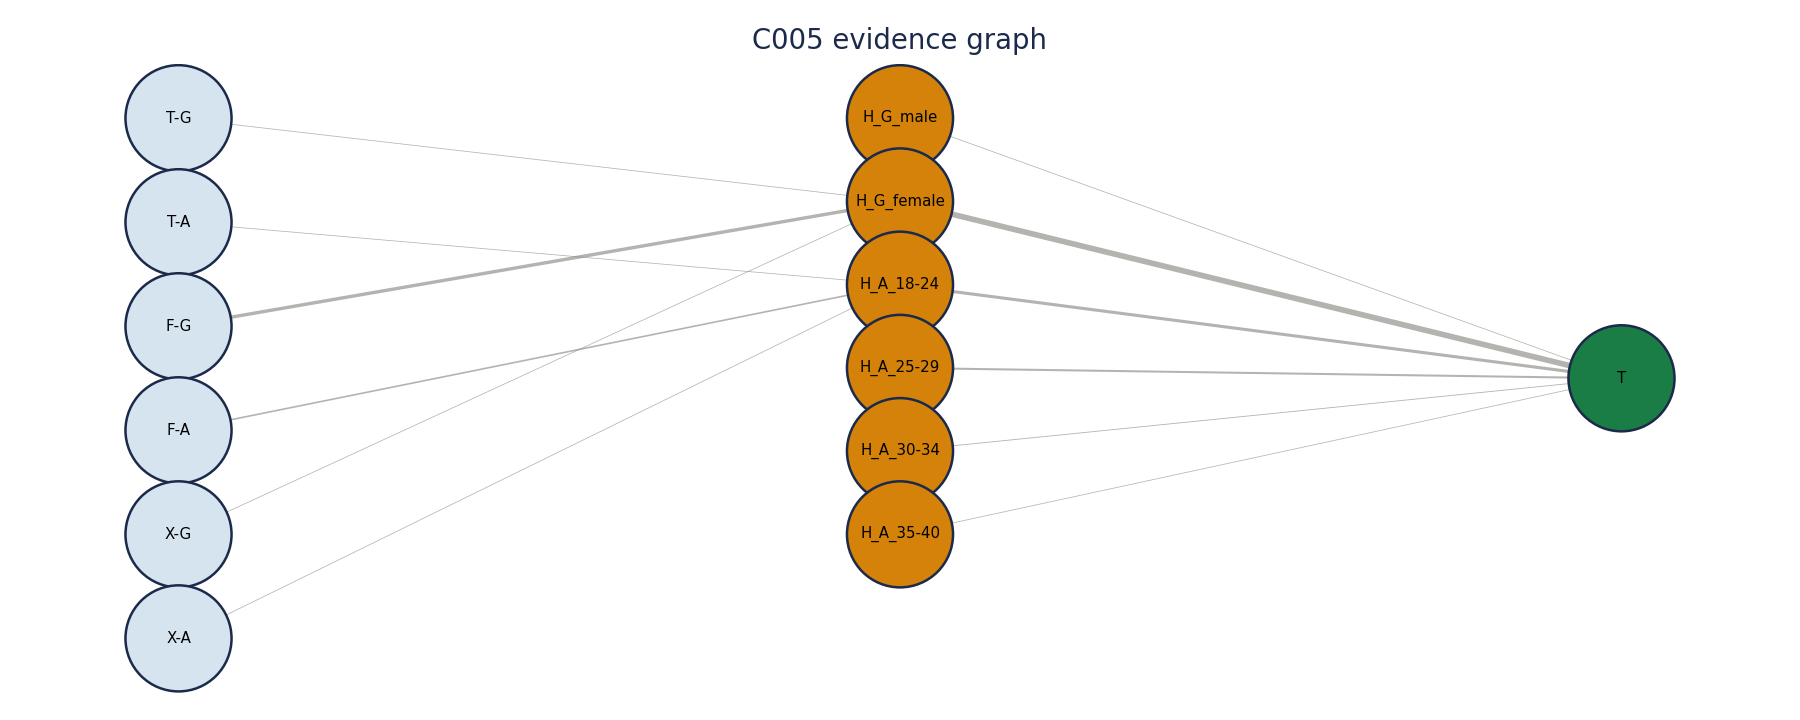 C005 evidence graph
T-G
T-A
F-G
F-A
X-G
X-A
H_G_male
H_G_female
H_A_18-24
H_A_25-29
H_A_30-34
H_A_35-40
T